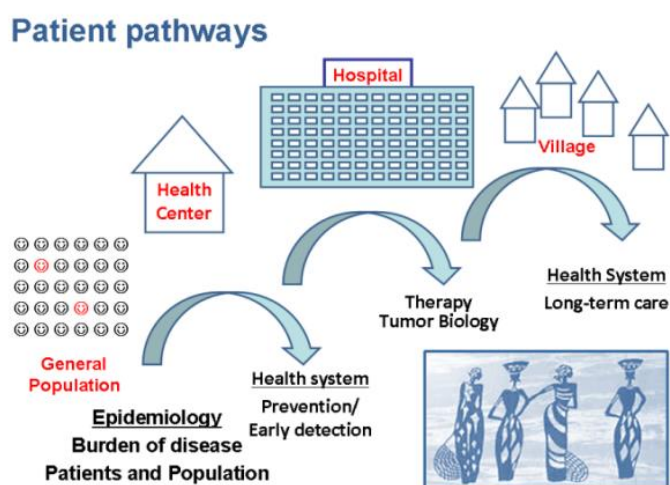 Patient pathways
Hospital
Village
Health
Center
General
Population
Epidemiology
Burden of disease
Patients and Population
Health system
Prevention/
Early detection
Therapy
Tumor Biology
Health System
Long-term care